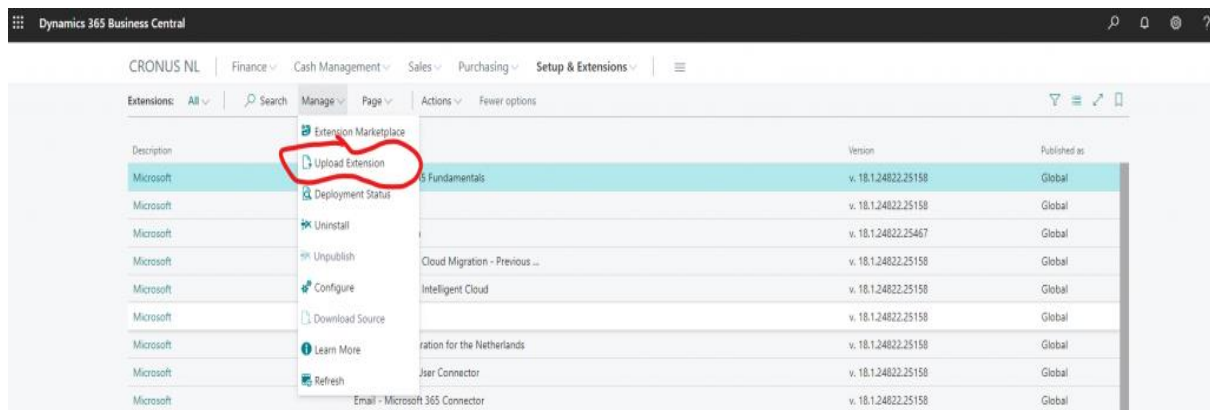 Dynamics 365 Business Central
CRONUS NL Finance Cash Management Sales Purchasing Setup & Extensions
Extensions: All Search Manage Page Actions Fewer options
Extension Marketplace
Description Version Published as
Upload Extension
Microsoft 365 Fundamentals v. 18.1.24822.25158 Global
Deployment Status
Microsoft v. 18.1.24822.25158 Global
Uninstall
Microsoft v. 18.1.24822.25467 Global
Unpublish
Microsoft Cloud Migration - Previous ... v. 18.1.24822.25158 Global
Configure
Microsoft Intelligent Cloud v. 18.1.24822.25158 Global
Download Source
Microsoft v. 18.1.24822.25158 Global
Learn More
Microsoft ration for the Netherlands v. 18.1.24822.25158 Global
Microsoft User Connector v. 18.1.24822.25158 Global
Refresh
Microsoft Email - Microsoft 365 Connector v. 18.1.24822.25158 Global